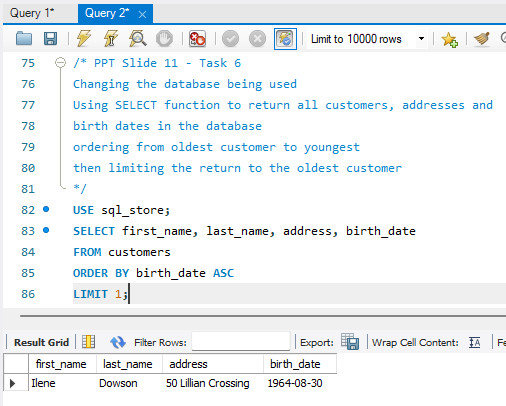 Query 1* Query 2* ×
Limit to 10000 rows
75 /* PPT Slide 11 - Task 6
76 Changing the database being used
77 Using SELECT function to return all customers, addresses and
78 birth dates in the database
79 ordering from oldest customer to youngest
80 then limiting the return to the oldest customer
81 */
82 USE sql_store;
83 SELECT first_name, last_name, address, birth_date
84 FROM customers
85 ORDER BY birth_date ASC
86 LIMIT 1;
Result Grid Filter Rows: Export: Wrap Cell Content: Fe
first_name last_name address birth_date
Ilene Dowson 50 Lillian Crossing 1964-08-30